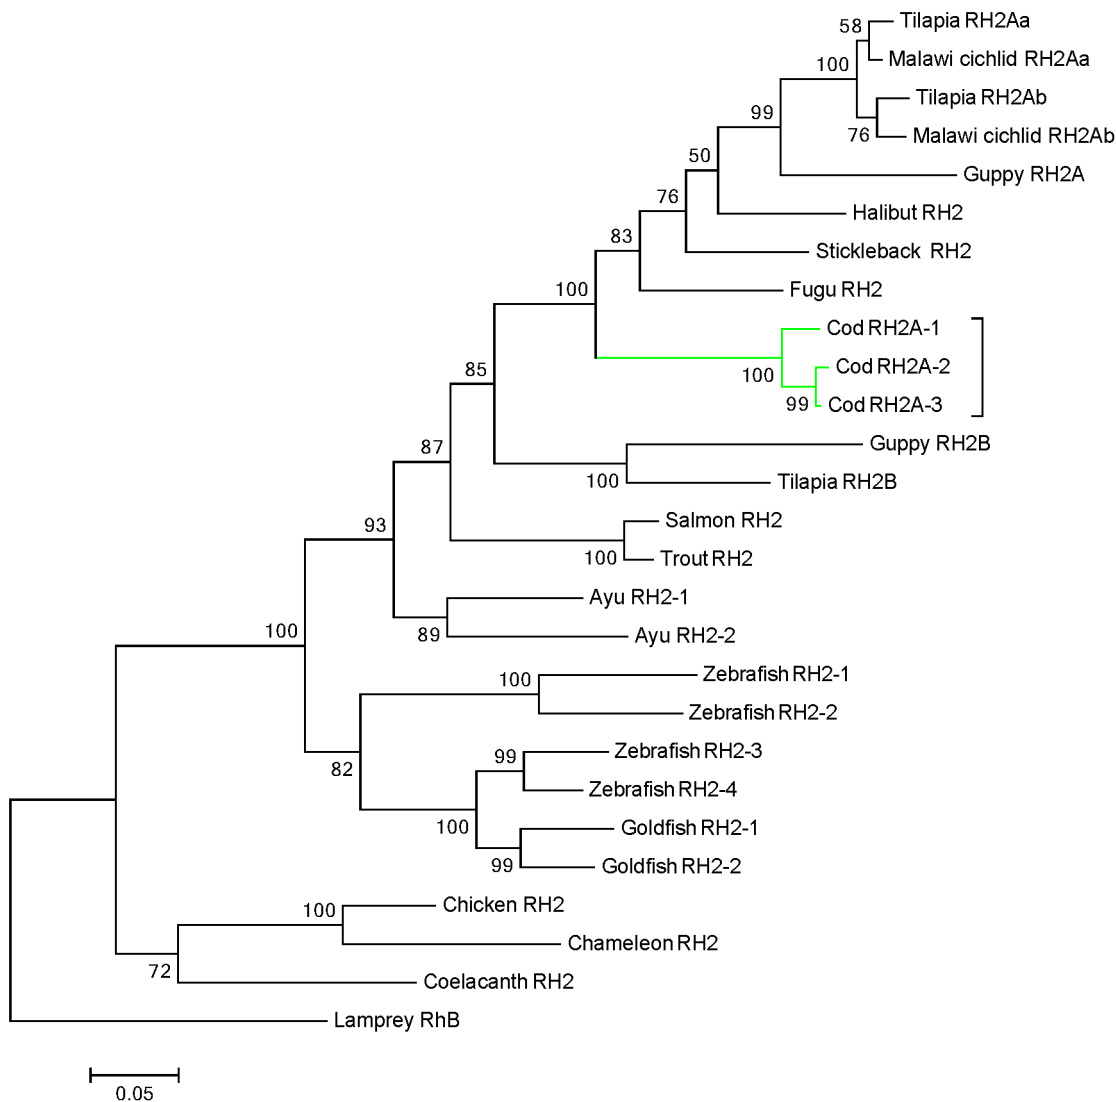 Tilapia RH2Aa
58
Malawi cichlid RH2Aa
100
Tilapia RH2Ab
99
76
Malawi cichlid RH2Ab
50
Guppy RH2A
76
Halibut RH2
83
Stickleback RH2
100
Fugu RH2
Cod RH2A-1
85
100
Cod RH2A-2
99
Cod RH2A-3
87
Guppy RH2B
100
Tilapia RH2B
93
Salmon RH2
100
Trout RH2
Ayu RH2-1
100
89
Ayu RH2-2
100
Zebrafish RH2-1
Zebrafish RH2-2
99
Zebrafish RH2-3
82
Zebrafish RH2-4
100
Goldfish RH2-1
99
Goldfish RH2-2
100
Chicken RH2
Chameleon RH2
72
Coelacanth RH2
Lamprey RhB
0.05